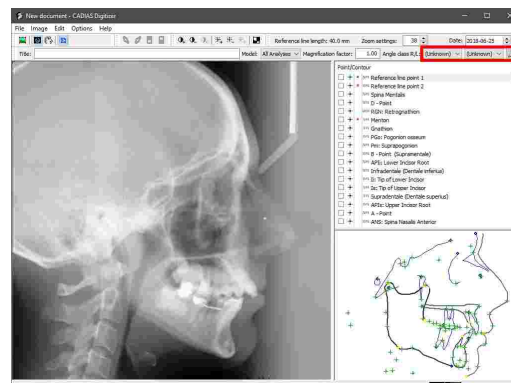 New document - CADIAS Digitizer
File Image Edit Options Help
Reference line length: 40.0 mm Zoom settings: 38 Date: 2018-06-25
Title: Model: All Analyses Magnification factor: 1.00 Angle class R/L: (Unknown) (Unknown)
Point/Contour
Reference line point 1
Reference line point 2
Spina Mentalis
D - Point
RGN: Retrognathion
Menton
Gnathion
PGo: Pogonion osseum
Pm: Suprapogonion
B - Point (Supramentale)
APIi: Lower Incisor Root
Infradentale (Dentale inferius)
Ii: Tip of Lower Incisor
Is: Tip of Upper Incisor
Supradentale (Dentale superius)
APIs: Upper Incisor Root
A - Point
ANS: Spina Nasalis Anterior